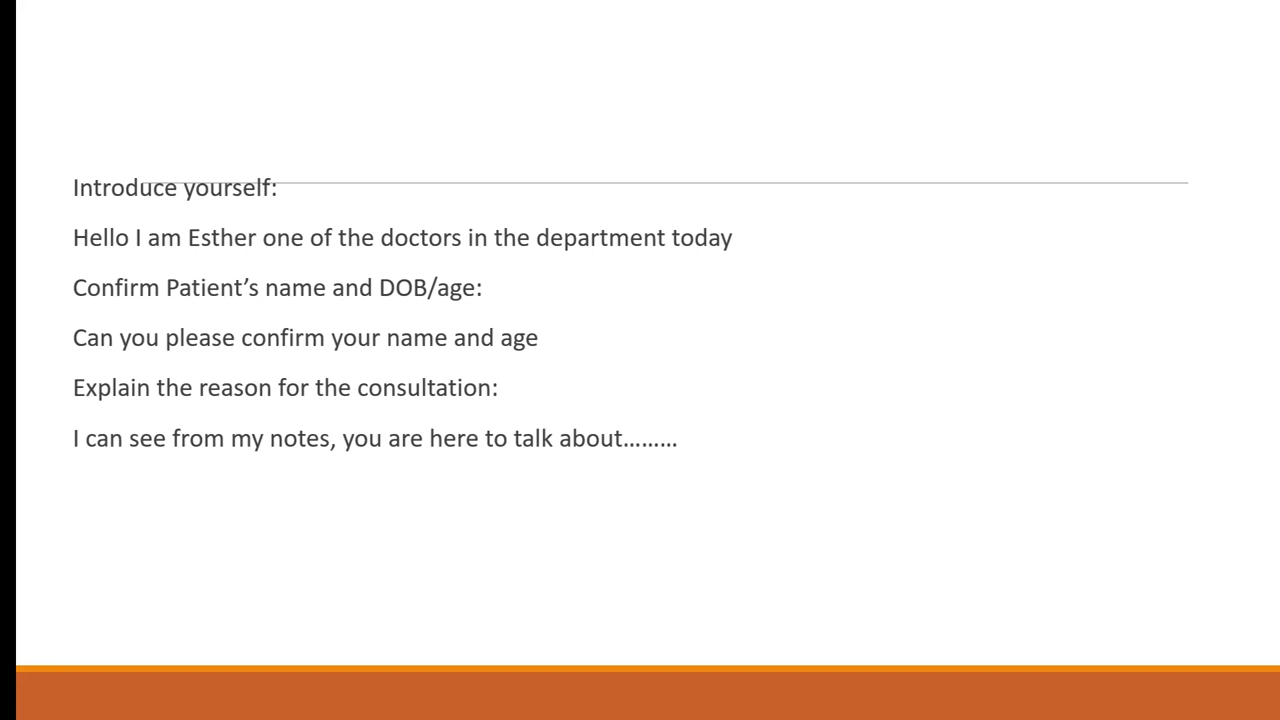 Introduce yourself:
Hello I am Esther one of the doctors in the department today
Confirm Patient’s name and DOB/age:
Can you please confirm your name and age
Explain the reason for the consultation:
I can see from my notes, you are here to talk about………